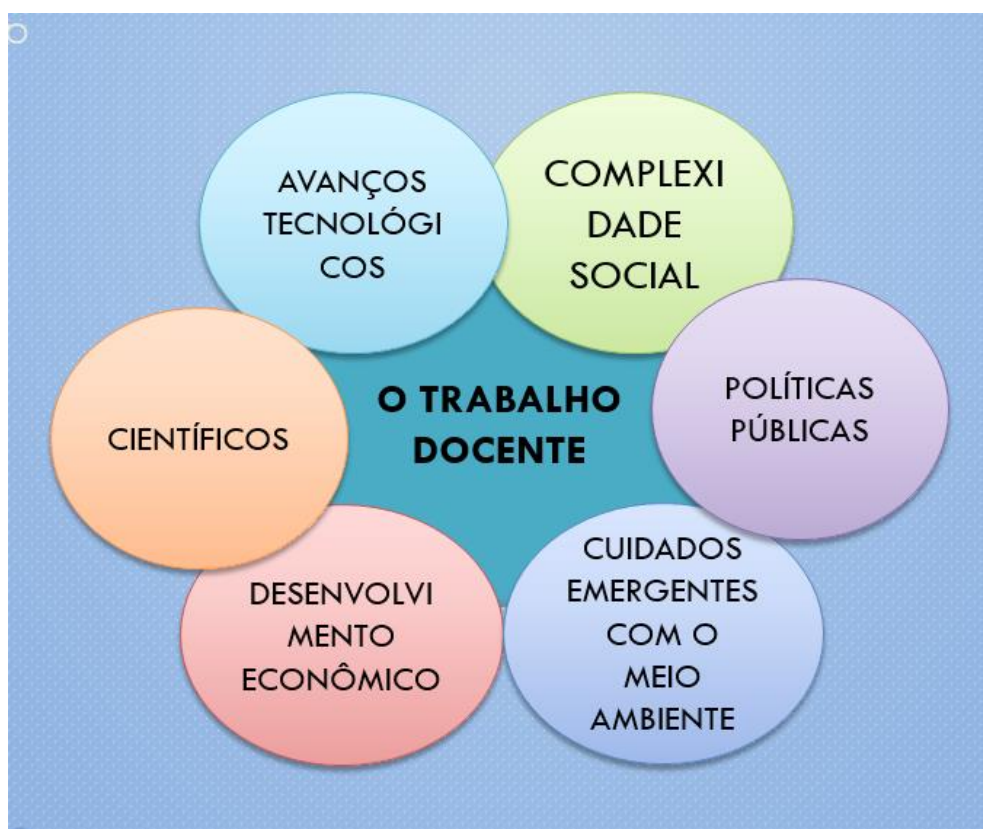 AVANÇOS
TECNOLÓGI
COS
COMPLEXI
DADE
SOCIAL
CIENTÍFICOS
O TRABALHO
DOCENTE
POLÍTICAS
PÚBLICAS
DESENVOLVI
MENTO
ECONÔMICO
CUIDADOS
EMERGENTES
COM O
MEIO
AMBIENTE